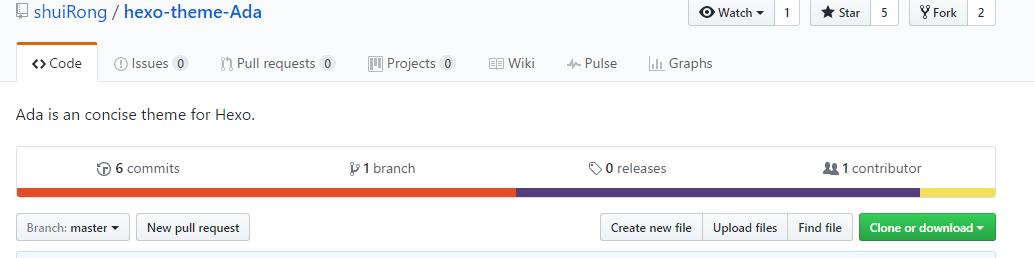 shuiRong / hexo-theme-Ada Watch 1 Star 5 Fork 2
Code Issues 0 Pull requests 0 Projects 0 Wiki Pulse Graphs
Ada is an concise theme for Hexo.
6 commits 1 branch 0 releases 1 contributor
Branch: master New pull request Create new file Upload files Find file Clone or download